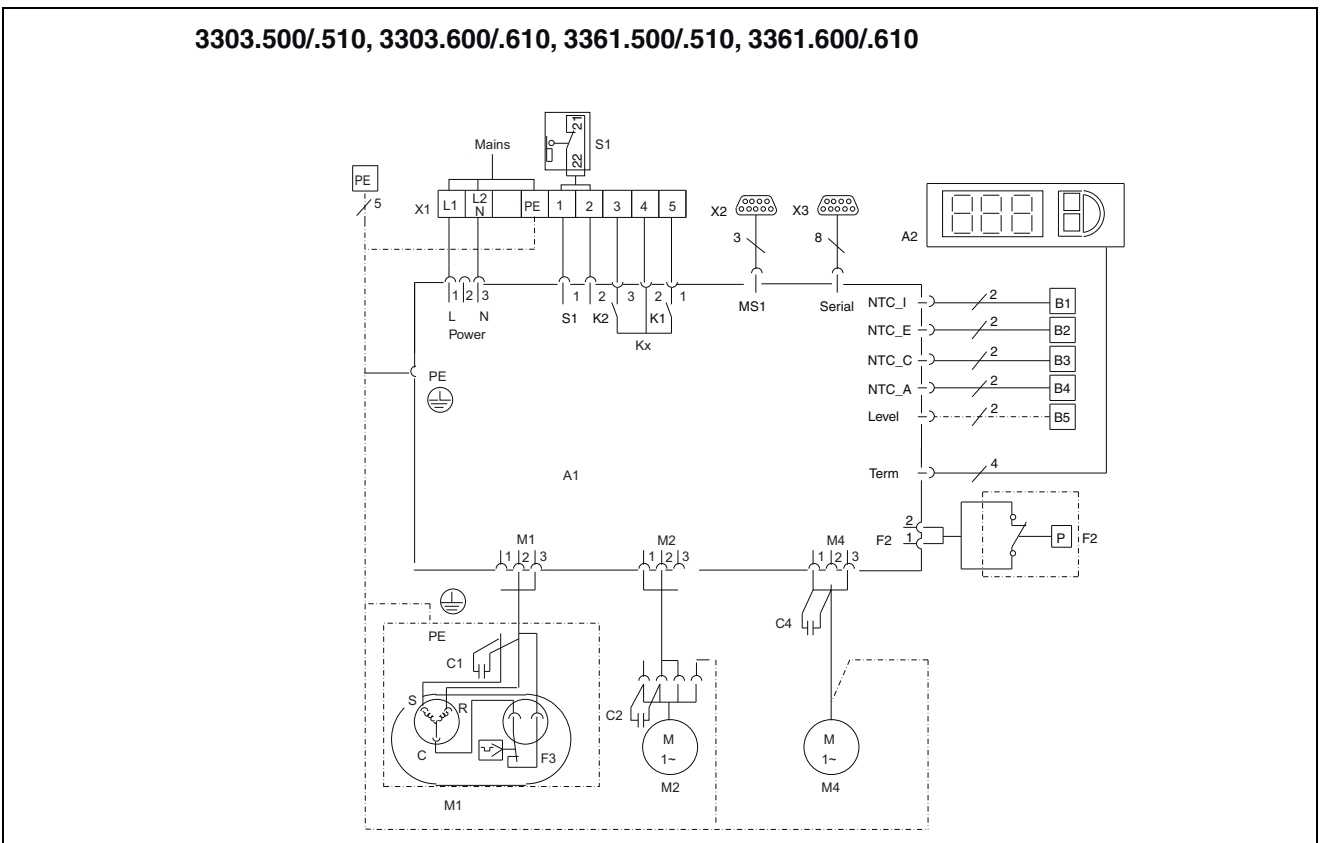 3303.500/.510, 3303.600/.610, 3361.500/.510, 3361.600/.610
Mains
21
22
S1
PE
5
X1
L1
L2
N
PE
1
2
3
4
5
X2
X3
3
8
A2
1 2 3
L N
Power
1
2
3
2
1
S1
K2
K1
Kx
MS1
Serial
NTC_I
2
B1
NTC_E
2
B2
NTC_C
2
B3
NTC_A
2
B4
Level
2
B5
PE
A1
Term
4
F2
2
1
P
F2
M1
1 2 3
M2
1 2 3
M4
1 2 3
PE
C1
S
R
C
F3
M1
C2
M
1~
M2
C4
M
1~
M4